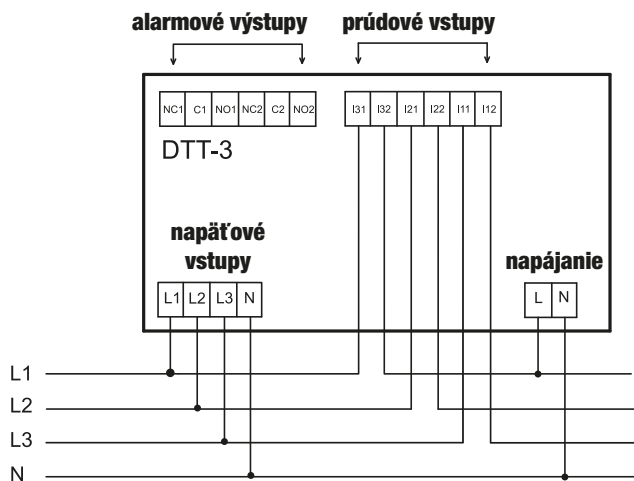 alarmové výstupy prúdové vstupy
NC1 C1 NO1 NC2 C2 NO2 I31 I32 I21 I22 I11 I12
DTT-3
napäťové
vstupy
napájanie
L1 L2 L3 N L N
L1
L2
L3
N